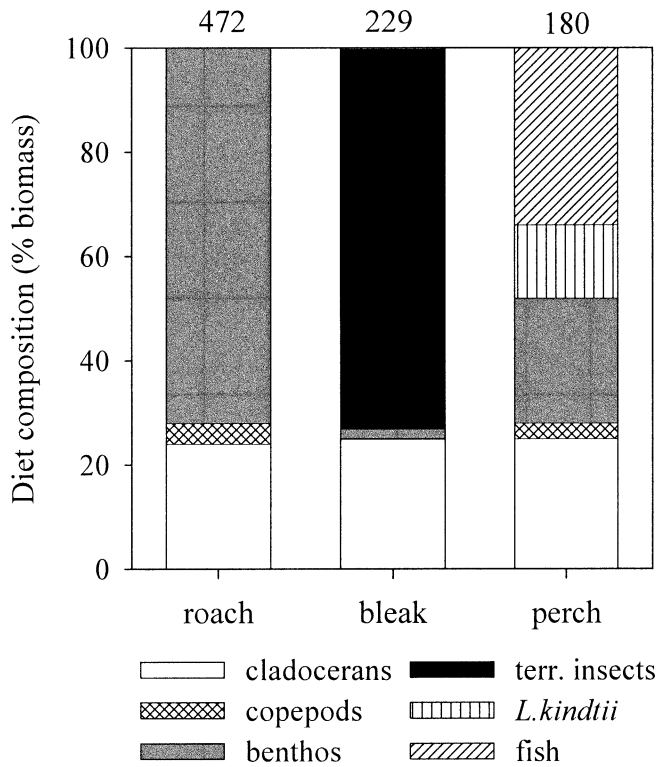 472 229 180
Diet composition (% biomass)
100
80
60
40
20
0
roach bleak perch
cladocerans terr. insects
copepods L.kindtii
benthos fish